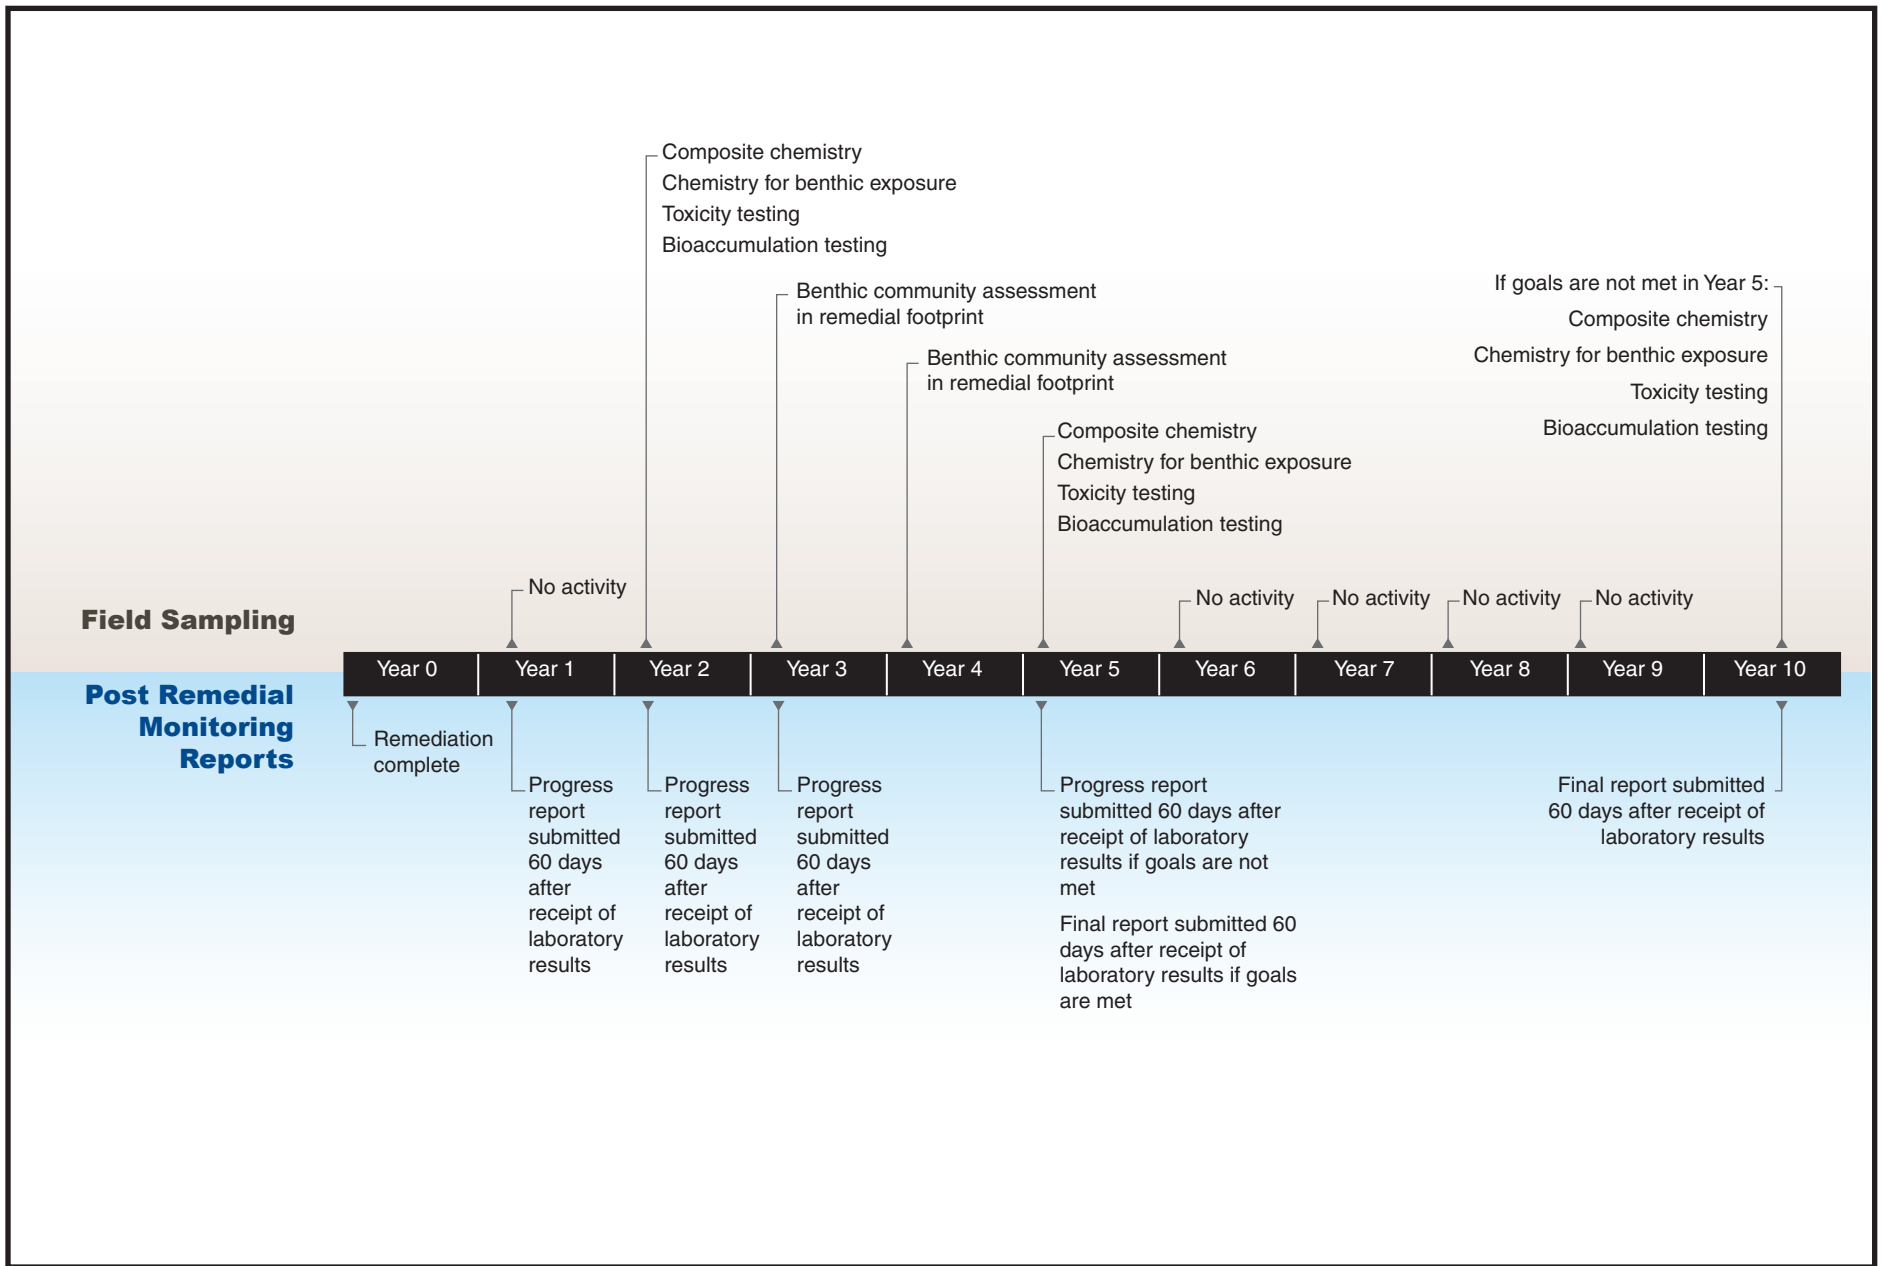 Composite chemistry
Chemistry for benthic exposure
Toxicity testing
Bioaccumulation testing
Benthic community assessment
in remedial footprint
Benthic community assessment
in remedial footprint
Composite chemistry
Chemistry for benthic exposure
Toxicity testing
Bioaccumulation testing
If goals are not met in Year 5:
Composite chemistry
Chemistry for benthic exposure
Toxicity testing
Bioaccumulation testing
No activity
No activity
No activity
No activity
No activity
Field Sampling
Year 0
Year 1
Year 2
Year 3
Year 4
Year 5
Year 6
Year 7
Year 8
Year 9
Year 10
Post Remedial
Monitoring
Reports
Remediation
complete
Progress
report
submitted
60 days
after
receipt of
laboratory
results
Progress
report
submitted
60 days
after
receipt of
laboratory
results
Progress
report
submitted
60 days
after
receipt of
laboratory
results
Progress report
submitted 60 days after
receipt of laboratory
results if goals are not
met
Final report submitted 60
days after receipt of
laboratory results if goals
are met
Final report submitted
60 days after receipt of
laboratory results